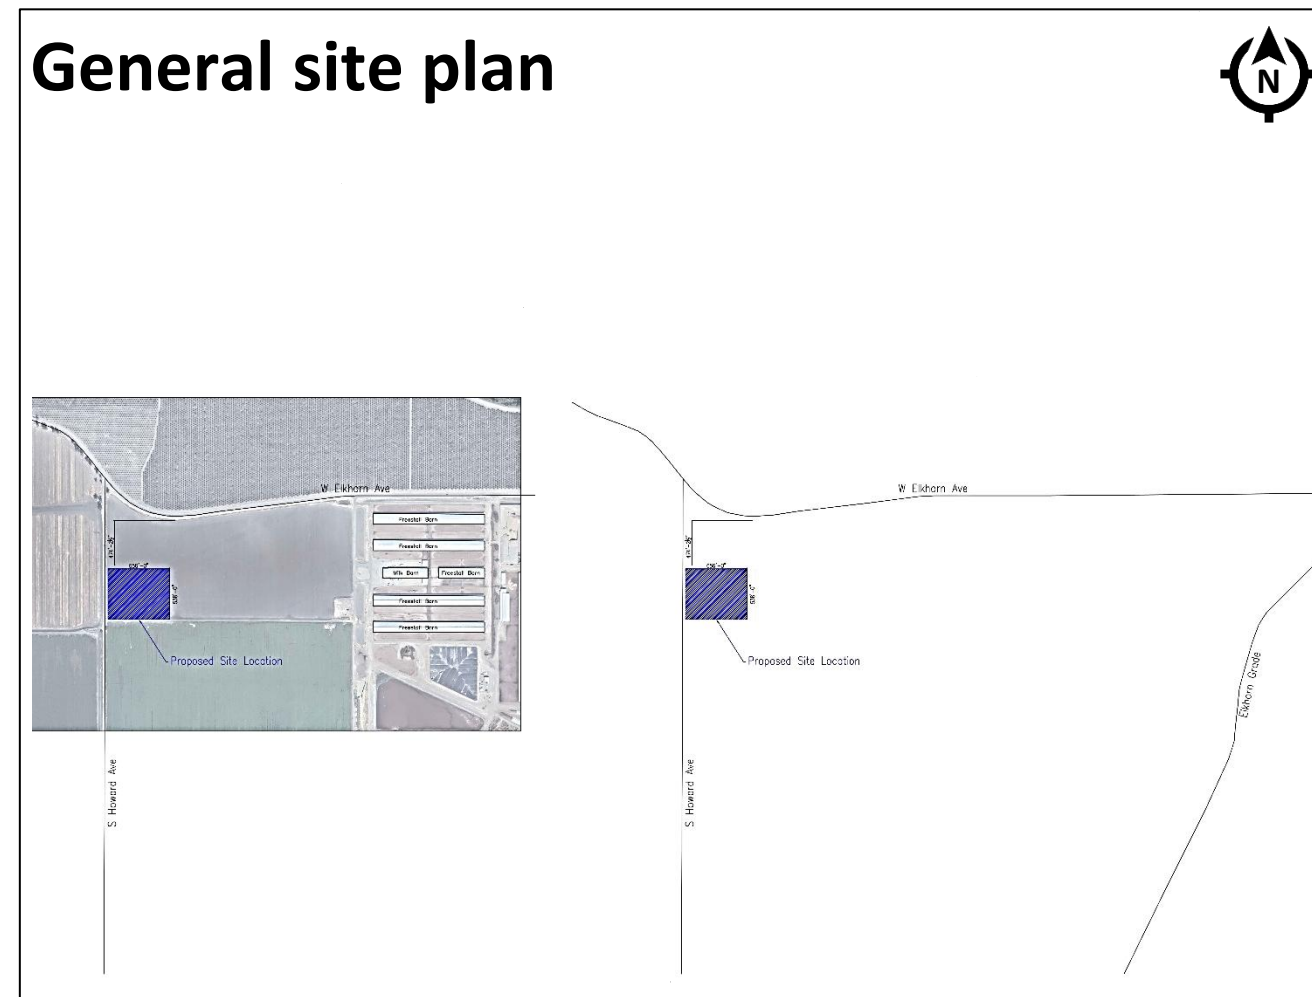 General site plan
N
W Elkhorn Ave
Freestall Barn
Freestall Barn
Milk Barn
Freestall Barn
Freestall Barn
Freestall Barn
Proposed Site Location
S Howard Ave
W Elkhorn Ave
Proposed Site Location
S Howard Ave
Elkhorn Grade